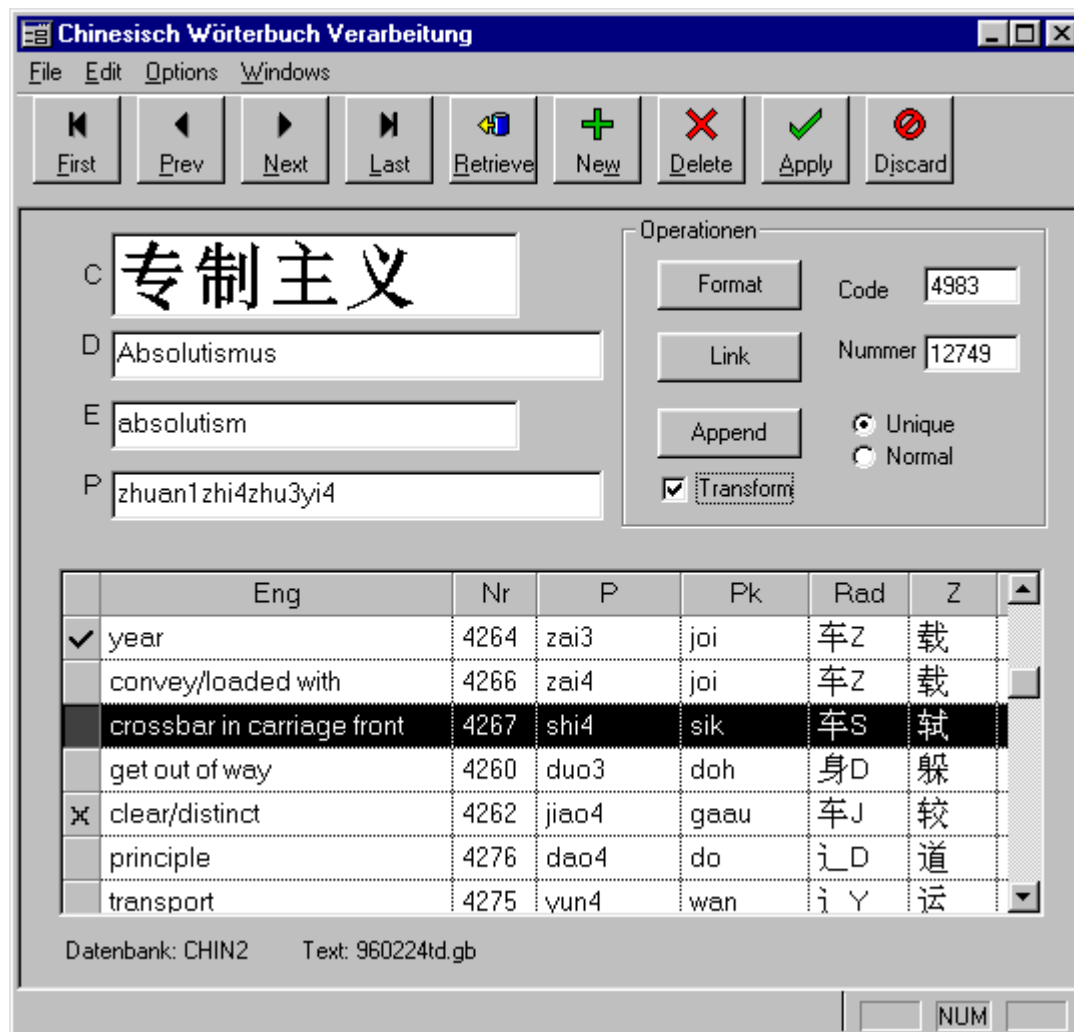 Chinesisch Wörterbuch Verarbeitung
File Edit Options Windows
First Prev Next Last Retrieve New Delete Apply Discard
Operationen
C 专制主义
Format Code 4983
D Absolutismus
Link Nummer 12749
E absolutism
Append Unique
Normal
P zhuan1zhi4zhu3yi4
Transform
Eng Nr P Pk Rad Z
year 4264 zai3 joi 车Z 载
convey/loaded with 4266 zai4 joi 车Z 载
crossbar in carriage front 4267 shi4 sik 车S 轼
get out of way 4260 duo3 doh 身D 躲
clear/distinct 4262 jiao4 gaau 车J 较
principle 4276 dao4 do 辶_D 道
transport 4275 yun4 wan 辶_Y 运
Datenbank: CHIN2 Text: 960224td.gb
NUM